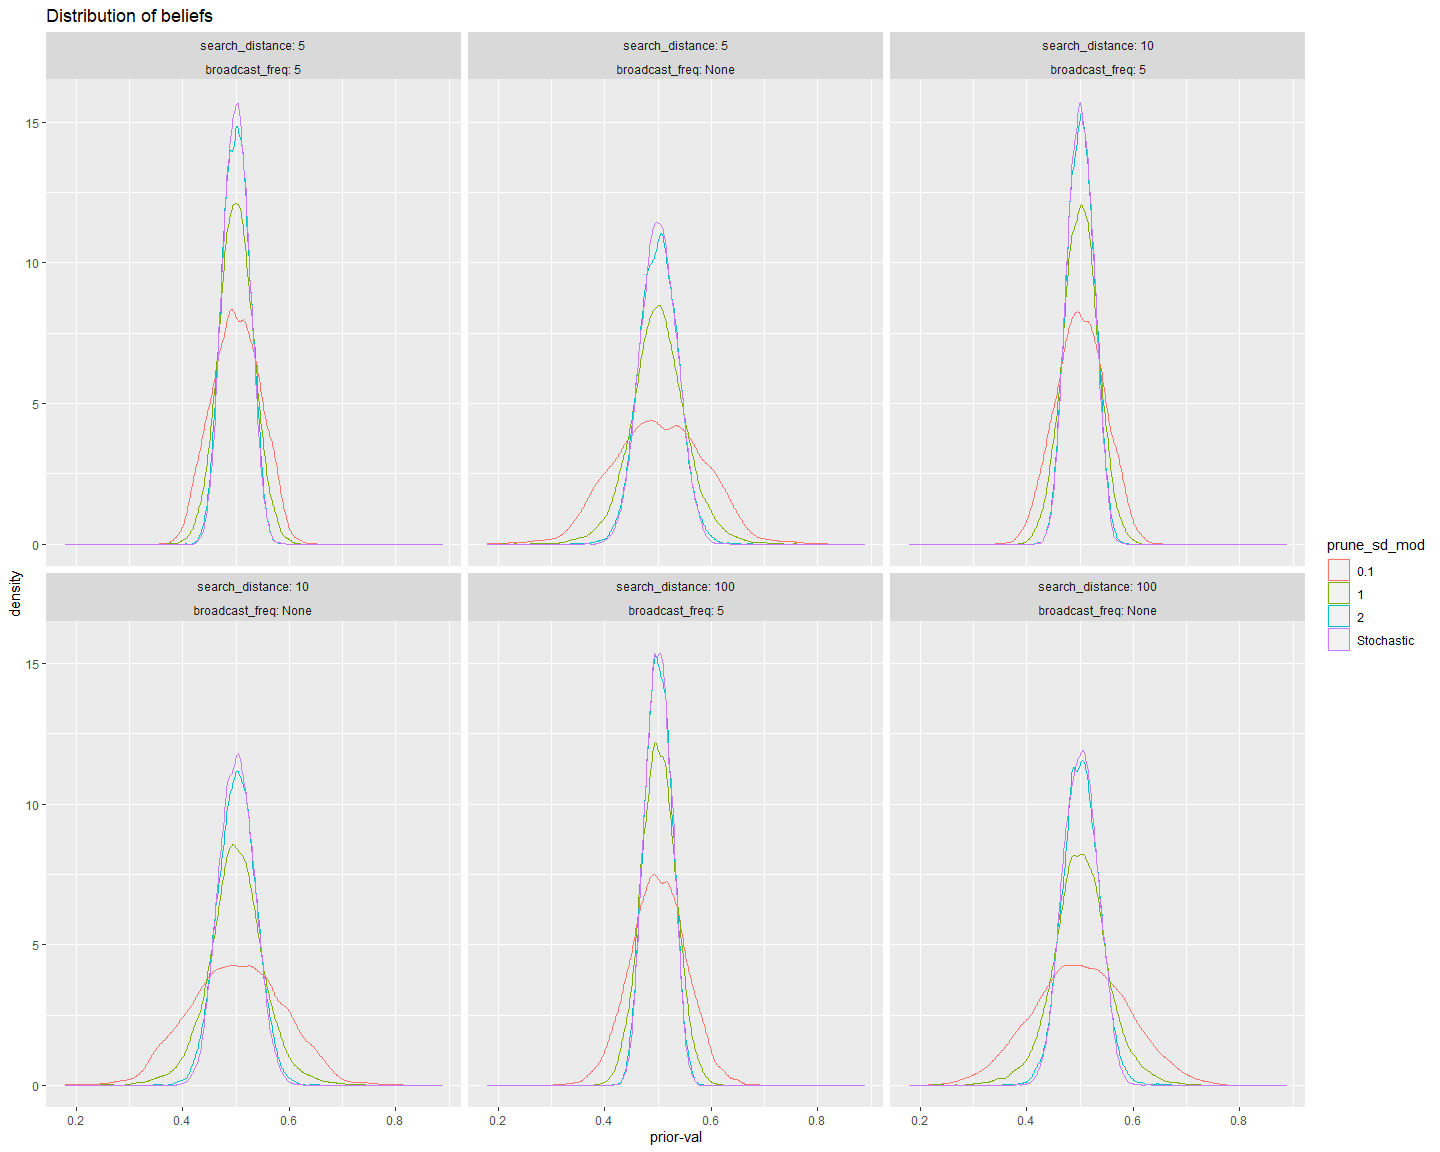 Distribution of beliefs
search_distance: 5
broadcast_freq: 5
search_distance: 5
broadcast_freq: None
search_distance: 10
broadcast_freq: 5
15
10
5
0
search_distance: 10
broadcast_freq: None
search_distance: 100
broadcast_freq: 5
search_distance: 100
broadcast_freq: None
15
10
5
0
density
0.2 0.4 0.6 0.8
0.2 0.4 0.6 0.8
0.2 0.4 0.6 0.8
prior-val
prune_sd_mod
0.1
1
2
Stochastic